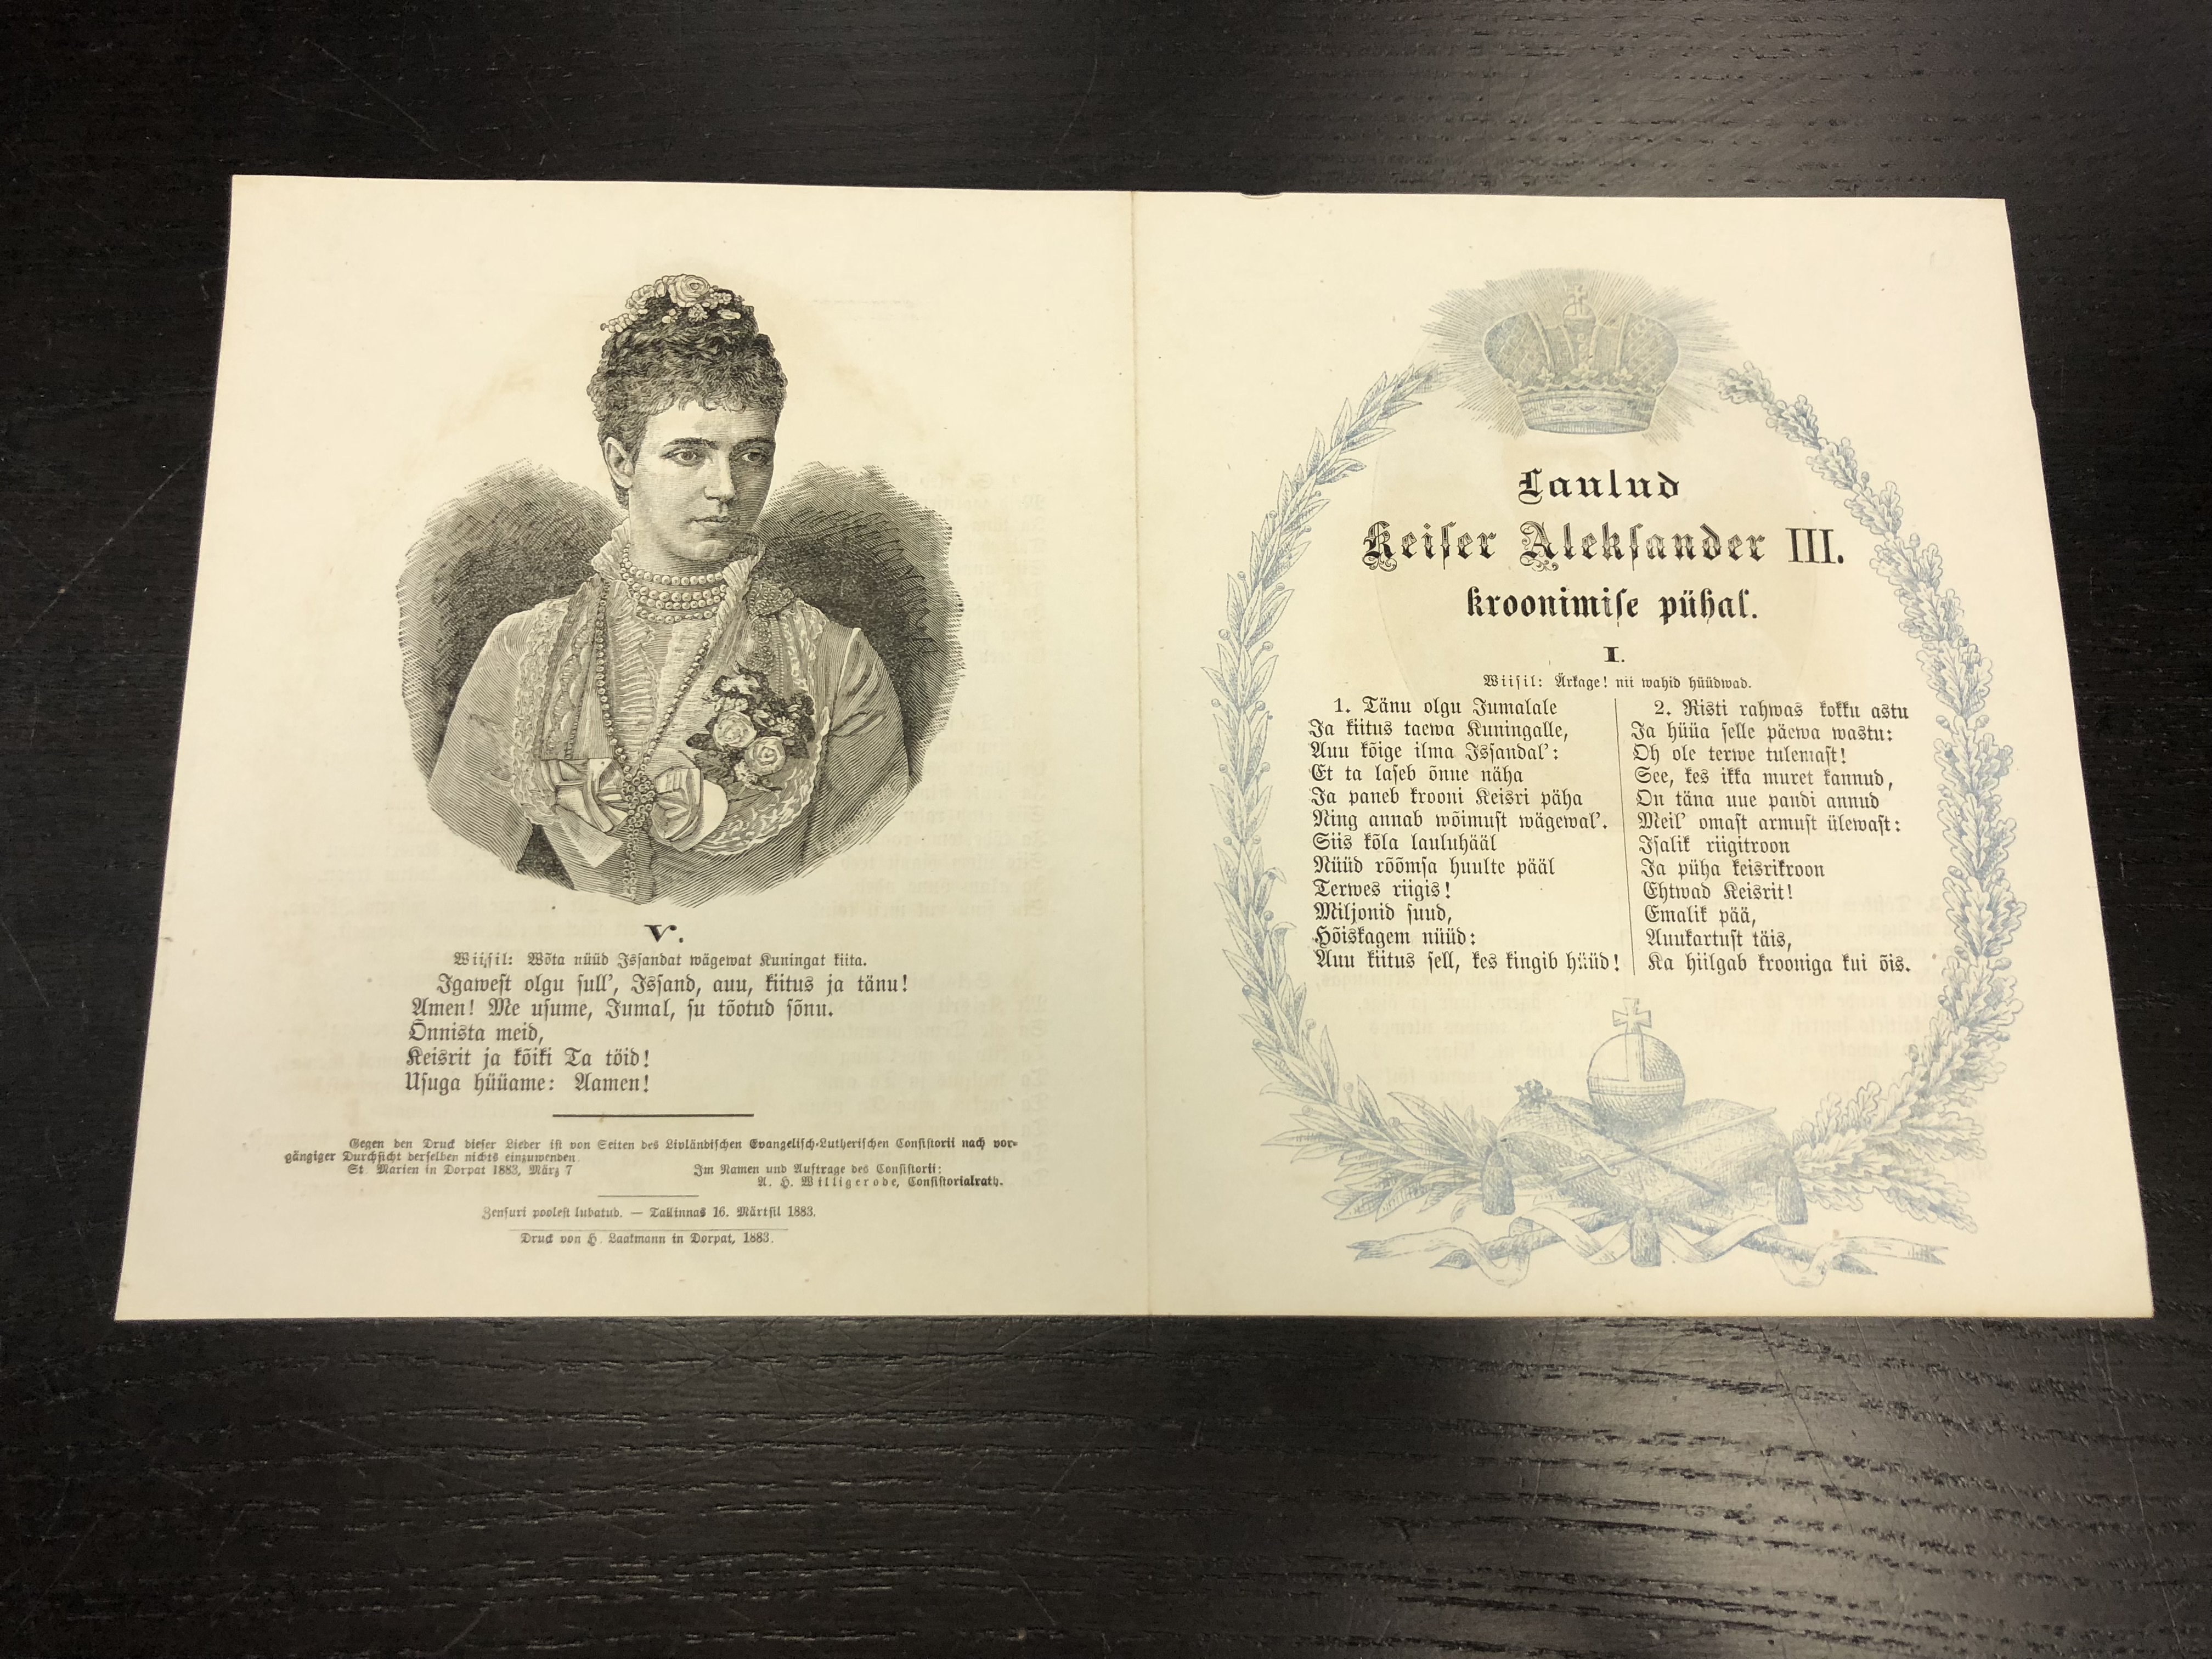 V.
Wiisil: Wõta nüüd Issandat wägewat Kuningat kiita.
Igawest olgu sull', Issand, auu, kiitus ja tänu!
Amen! Me usume, Jumal, su tõotud sõnu.
Õnnista meid,
Keisrit ja kõiki Ta töid!
Usuga hüüame: Aamen!
Gegen den Druck dieser Lieder ist von Seiten des Livländischen Evangelisch-Lutherischen Consistorii nach vor-
gängiger Durchsicht derselben nichts einzuwenden
St. Marien in Dorpat 1883, März 7
Im Namen und Auftrage des Consistorii:
A. H. Willigerode, Consistorialrath.
Zensuri poolest lubatud. — Tallinnas 16. Märtsil 1883.
Druck von H. Laakmann in Dorpat, 1883.
Laulud
Keiser Aleksander III.
kroonimise pühal.
I.
Wiisil: Ärkage! nii wahid hüüdwad.
1. Tänu olgu Jumalale
Ja kiitus taewa Kuningalle,
Auu kõige ilma Issandal':
Et ta laseb õnne näha
Ja paneb krooni Keisri päha
Ning annab wõimust wägewal'.
Siis kõla lauluhääl
Nüüd rõõmsa huulte pääl
Terwes riigis!
Miljonid suud,
Hõiskagem nüüd:
Auu kiitus sell, kes kingib hüüd!
2. Risti rahwas kokku astu
Ja hüüa selle päewa wastu:
Oh ole terwe tulemast!
See, kes ikka muret kannud,
On täna uue pandi annud
Meil' omast armust ülewast:
Isalik riigitroon
Ja püha keisrikroon
Ehtwad Keisrit!
Emalik pää,
Auukartust täis,
Ka hiilgab krooniga kui õis.